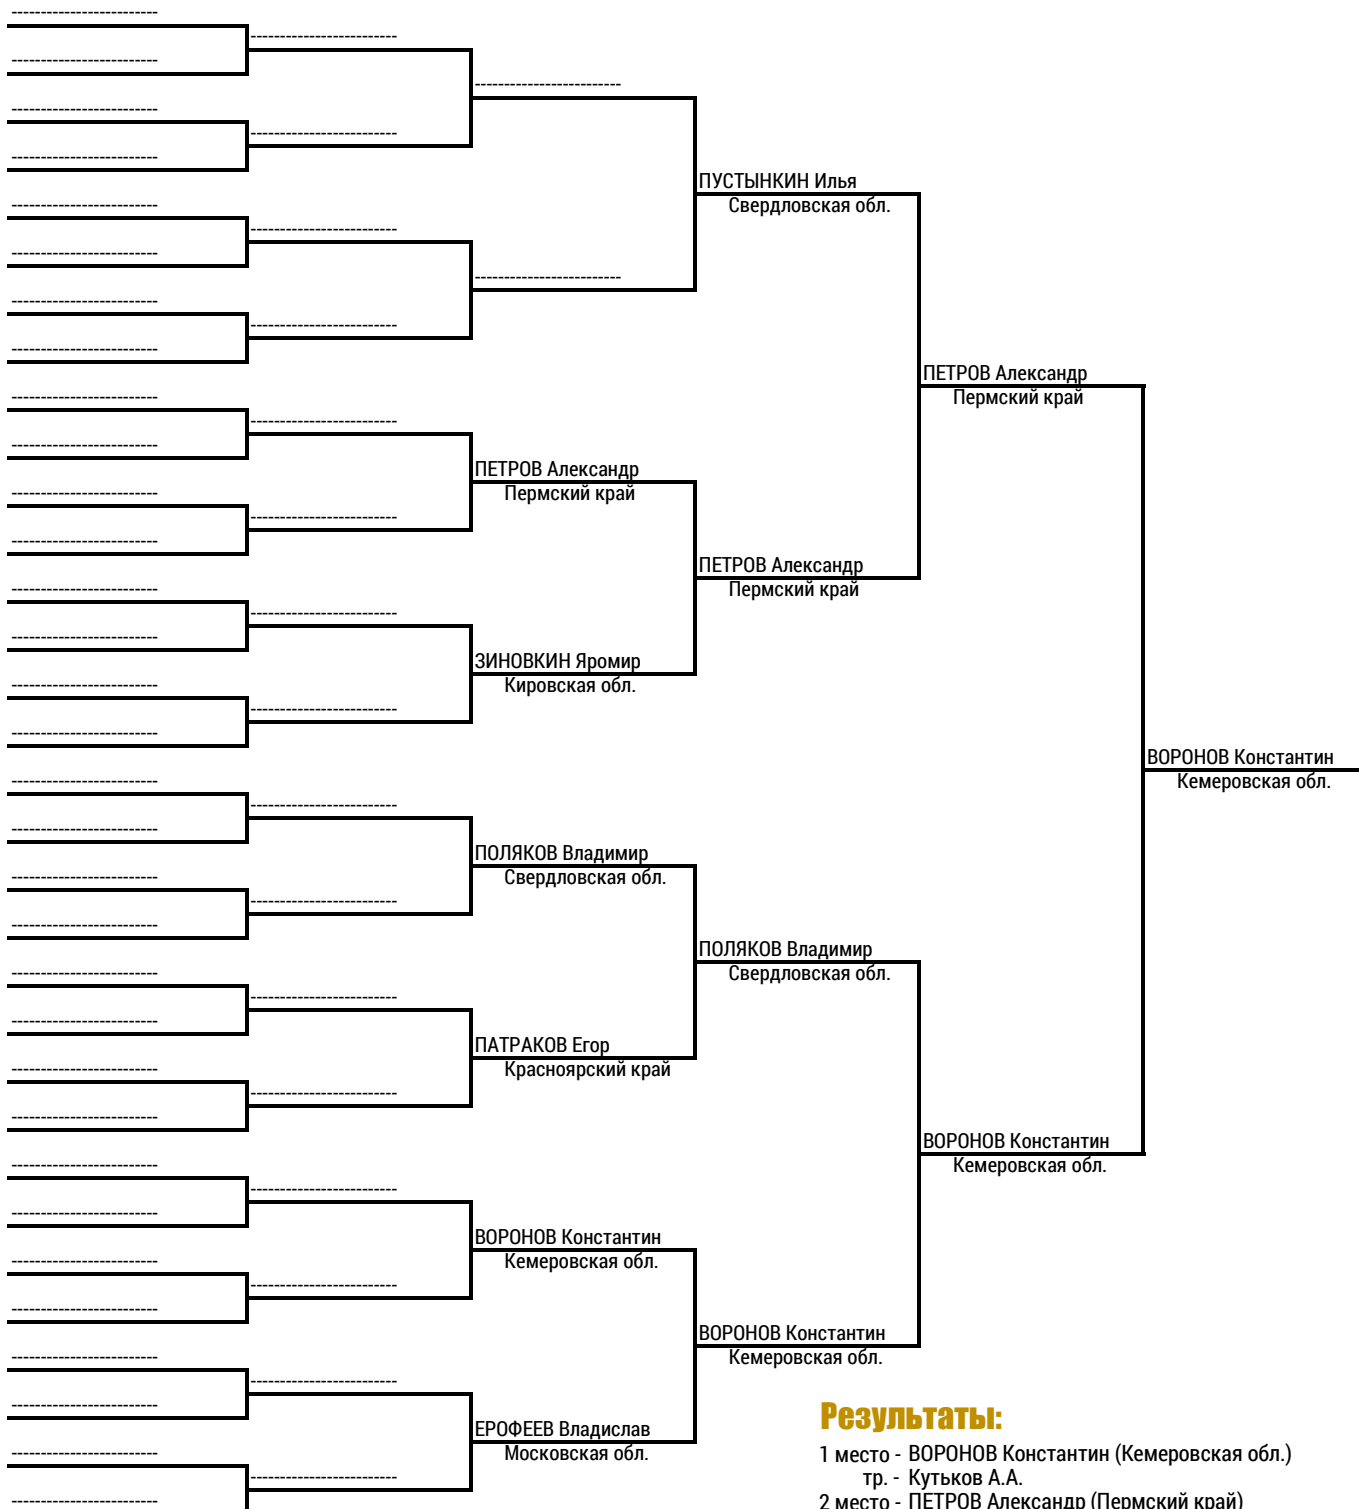 ПУСТЫНКИН Илья
Свердловская обл.
ПЕТРОВ Александр
Пермский край
ПЕТРОВ Александр
Пермский край
ПЕТРОВ Александр
Пермский край
ЗИНОВКИН Яромир
Кировская обл.
ВОРОНОВ Константин
Кемеровская обл.
ПОЛЯКОВ Владимир
Свердловская обл.
ПОЛЯКОВ Владимир
Свердловская обл.
ПАТРАКОВ Егор
Красноярский край
ВОРОНОВ Константин
Кемеровская обл.
ВОРОНОВ Константин
Кемеровская обл.
ВОРОНОВ Константин
Кемеровская обл.
ЕРОФЕЕВ Владислав
Московская обл.
Результаты:
1 место - ВОРОНОВ Константин (Кемеровская обл.)
тр. - Кутьков А.А.
2 место - ПЕТРОВ Александр (Пермский край)